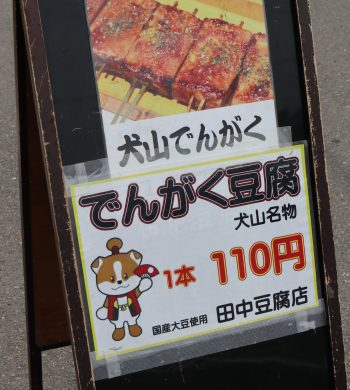 犬山でんがく
でんがく豆腐
犬山名物
1本 110円
国産大豆使用 田中豆腐店